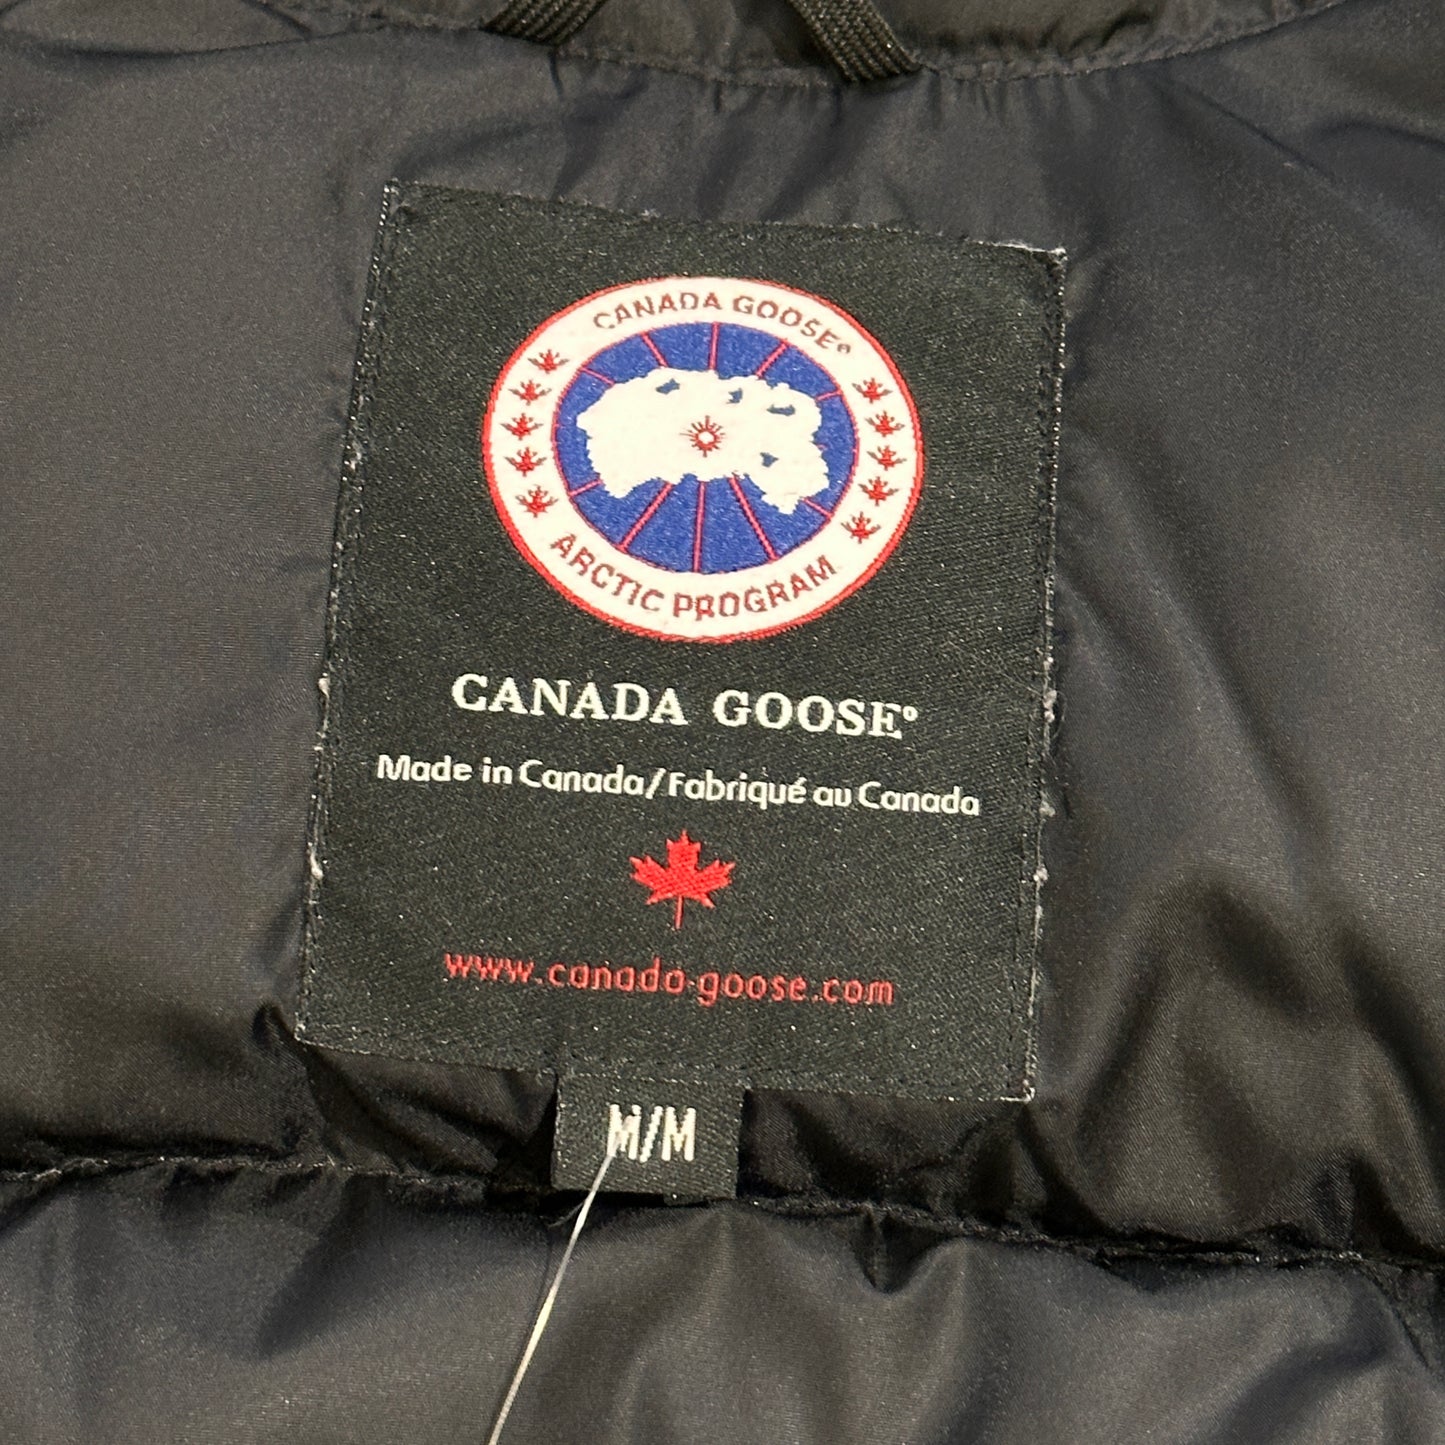 CANADA GOOSE®
ARCTIC PROGRAM
CANADA GOOSE®
Made in Canada/Fabriqué au Canada
www.canada-goose.com
M/M